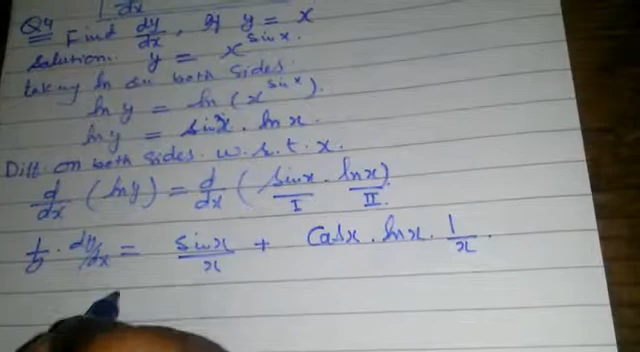 dx
Q4 Find dy/dx, if y = x
Solution. y = x^sinx.
taking ln on both sides.
ln y = ln (x^sinx).
ln y = sinx. ln x.
Diff. on both sides. w.r.t. x.
d/dx (ln y) = d/dx (sinx . lnx)
I II.
1/y . dy/dx = sinx/x + Cosx . lnx . 1/x .